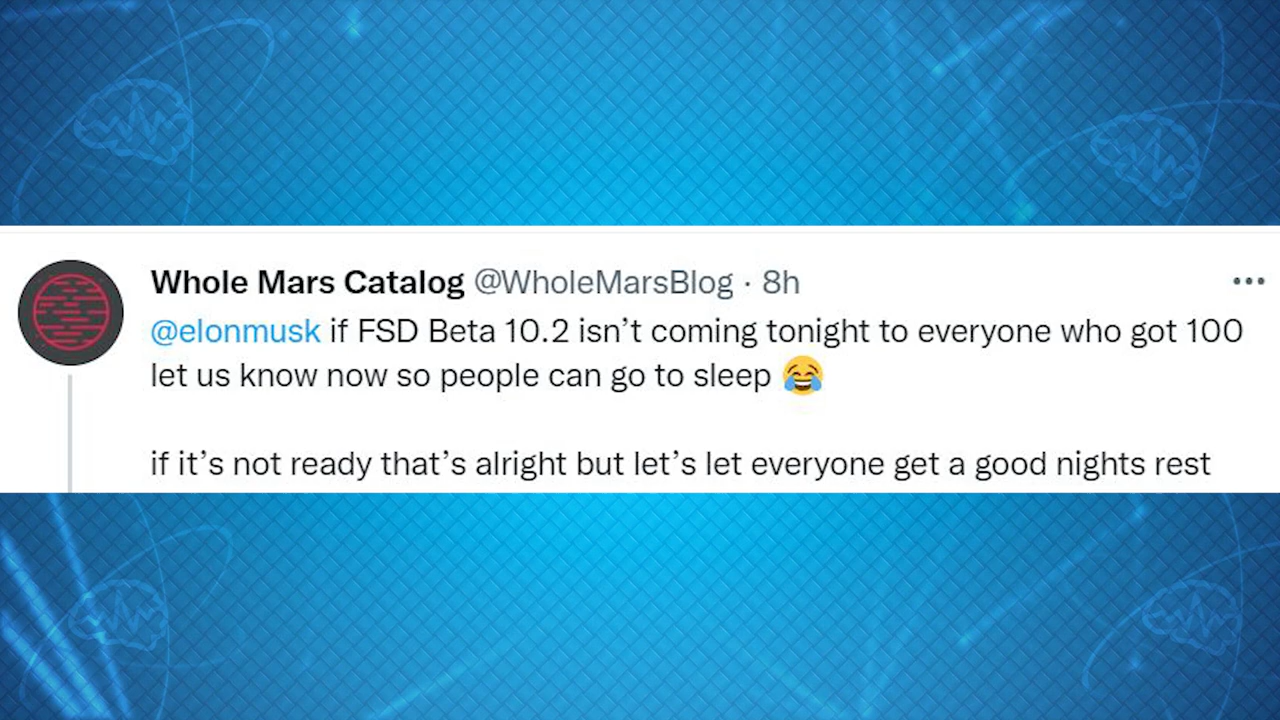 Whole Mars Catalog @WholeMarsBlog · 8h
@elonmusk if FSD Beta 10.2 isn’t coming tonight to everyone who got 100
let us know now so people can go to sleep 😂
if it’s not ready that’s alright but let’s let everyone get a good nights rest